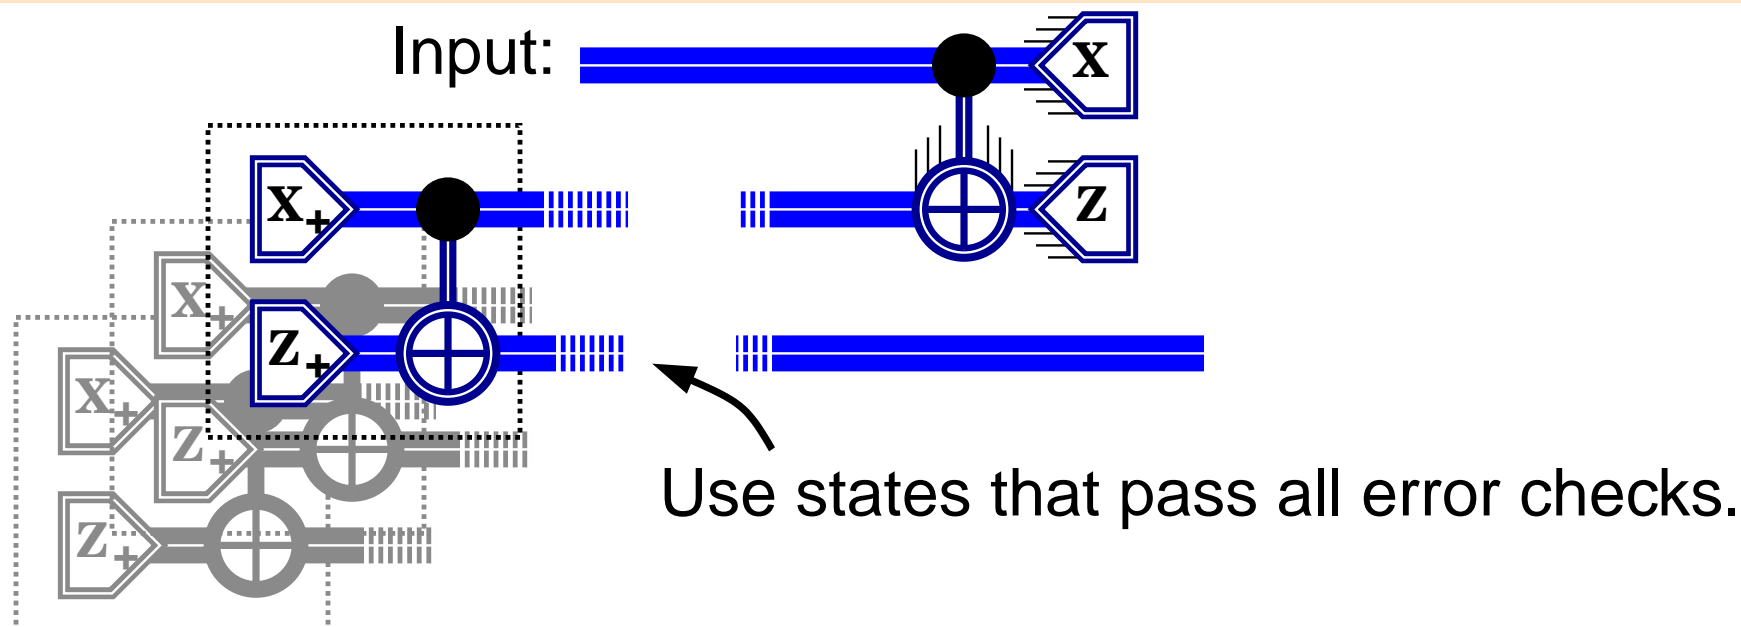 Input:
X
X+
Z
X+
Z+
X+
Z+
Z+
Use states that pass all error checks.